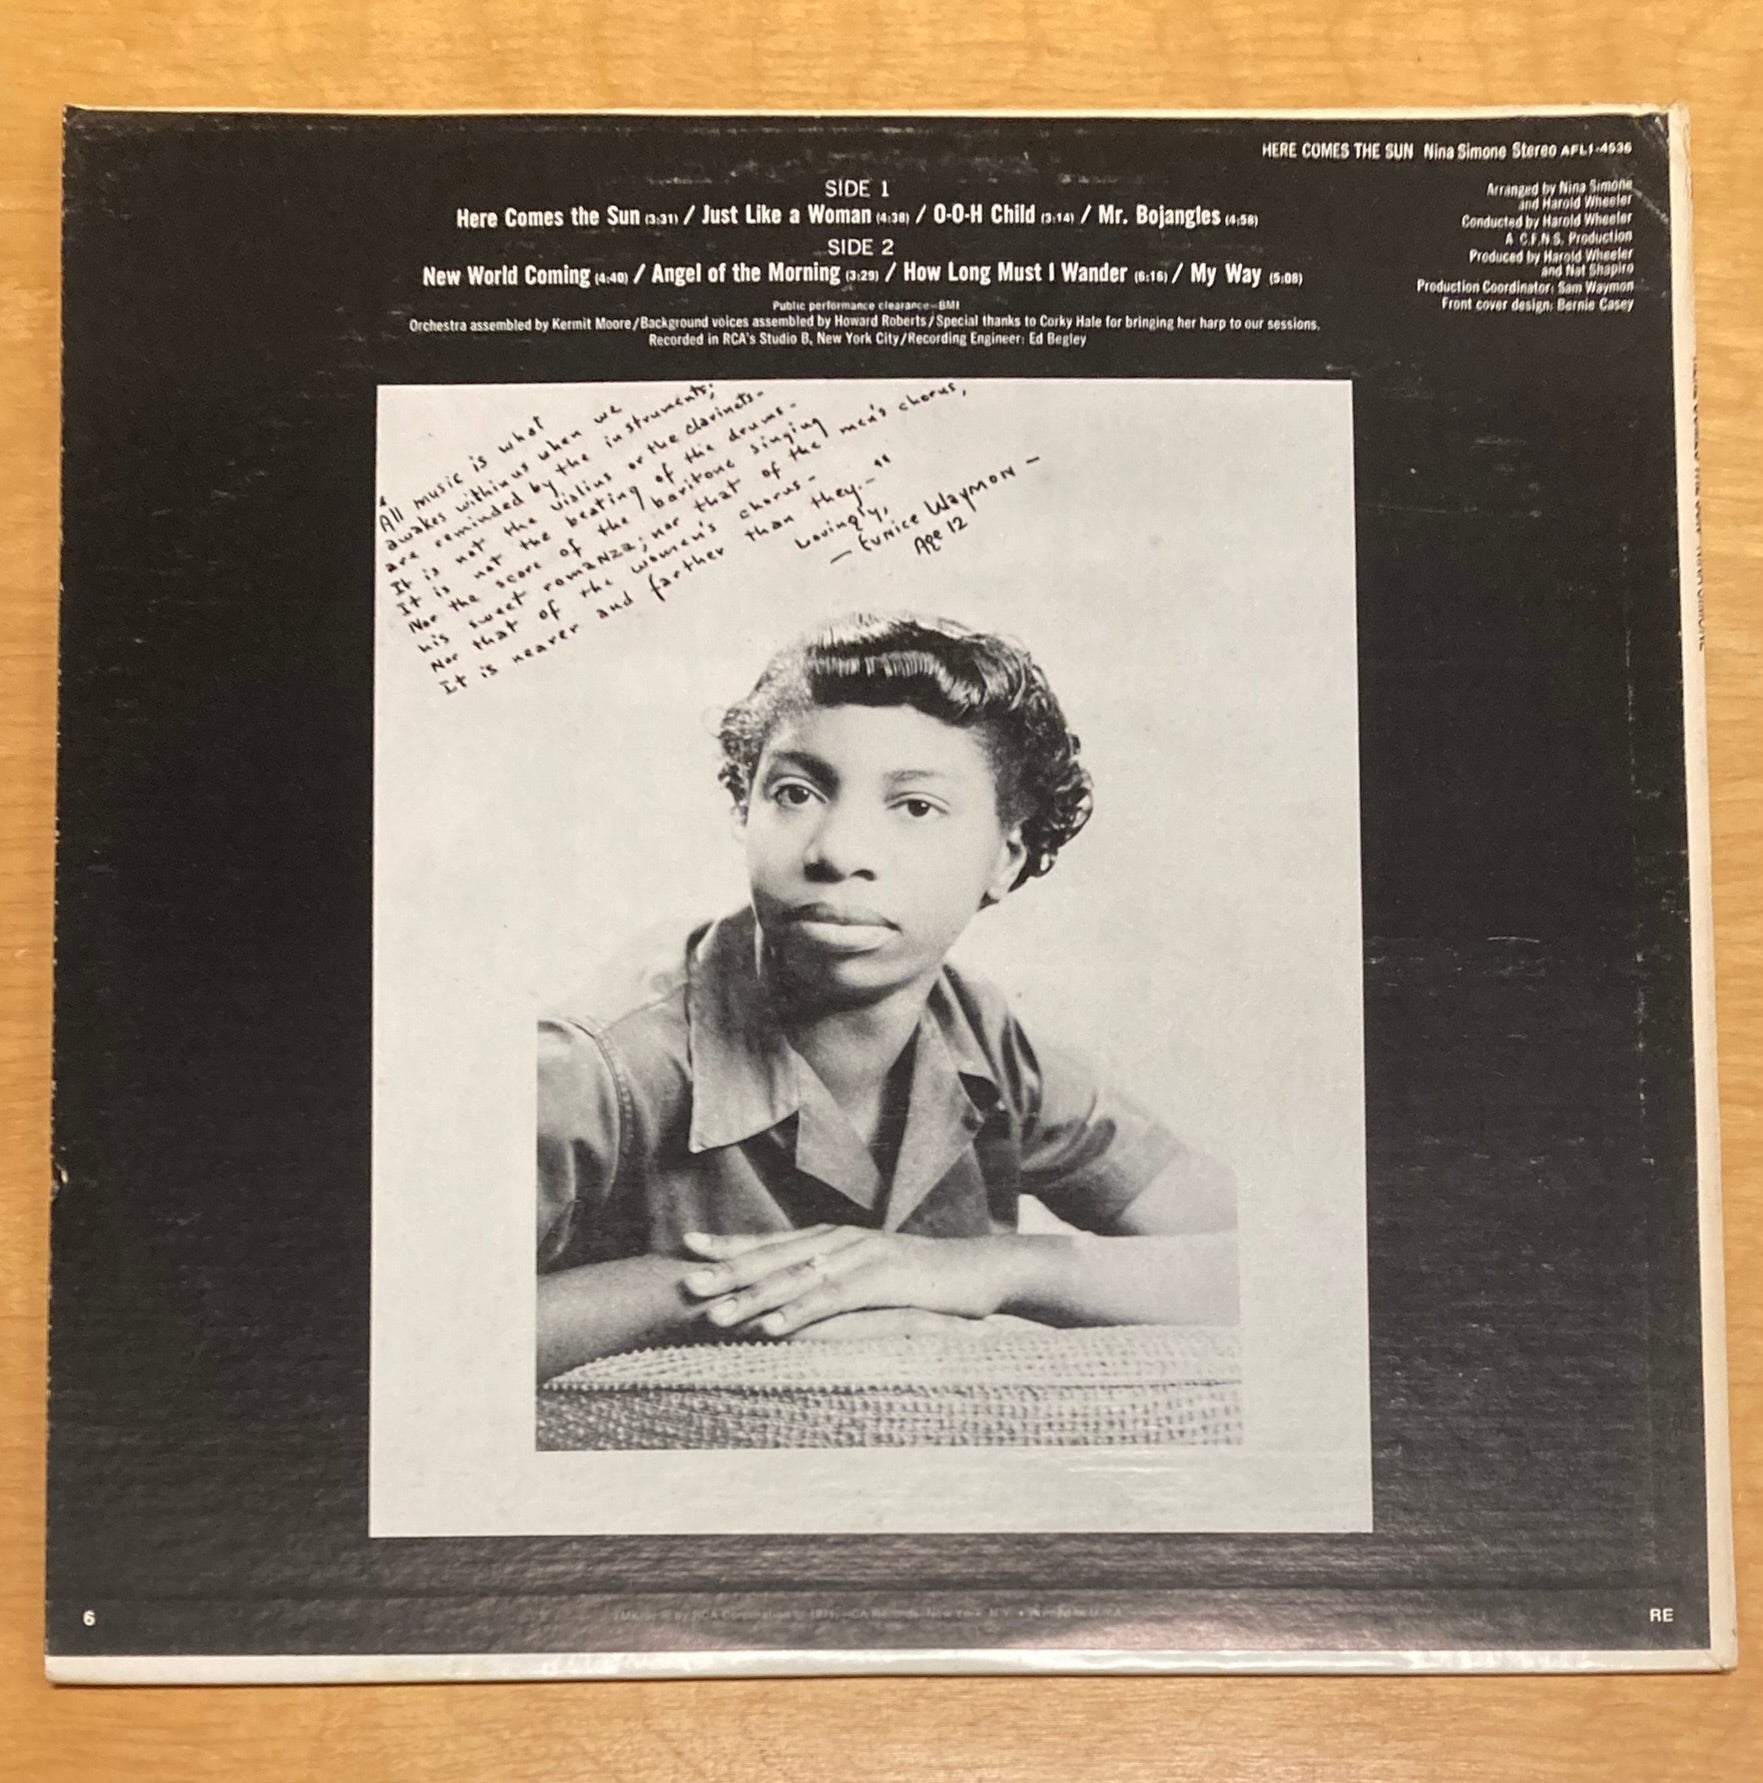 HERE COMES THE SUN Nina Simone Stereo AFL1-4536
SIDE 1
Here Comes the Sun (3:31) / Just Like a Woman (4:38) / O-O-H Child (3:14) / Mr. Bojangles (4:58)
SIDE 2
New World Coming (4:40) / Angel of the Morning (3:29) / How Long Must I Wander (6:16) / My Way (5:08)
Public performance clearance—BMI
Orchestra assembled by Kermit Moore/Background voices assembled by Howard Roberts/Special thanks to Corky Hale for bringing her harp to our sessions.
Recorded in RCA's Studio B, New York City/Recording Engineer: Ed Begley
Arranged by Nina Simone
and Harold Wheeler
Conducted by Harold Wheeler
A C.F.N.S. Production
Produced by Harold Wheeler
and Nat Shapiro
Production Coordinator: Sam Waymon
Front cover design: Bernie Casey
"All music is what
awakes within us when we
are reminded by the instruments;
It is not the violins or the clarinets-
It is not the beating of the drums-
Nor the score of the baritone singing
his sweet romanza; nor that of the men's chorus,
Nor that of the women's chorus-
It is nearer and farther than they.-"
Lovingly,
— Eunice Waymon —
Age 12
6
RE